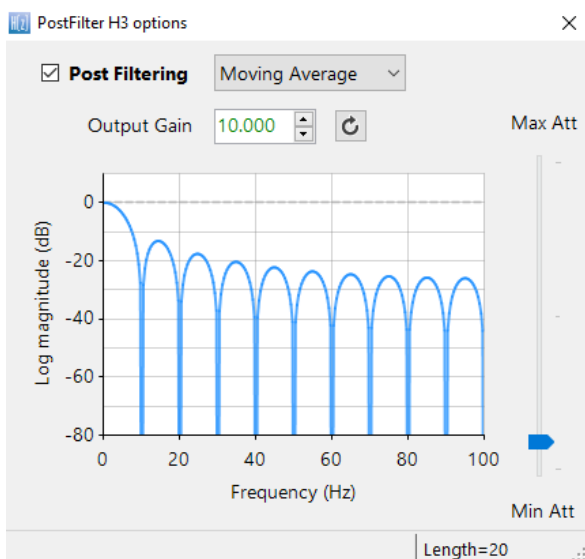 H(z) PostFilter H3 options
Post Filtering Moving Average
Output Gain 10.000
Max Att
0
-20
-40
-60
-80
Log magnitude (dB)
0 20 40 60 80 100
Frequency (Hz)
Min Att
Length=20